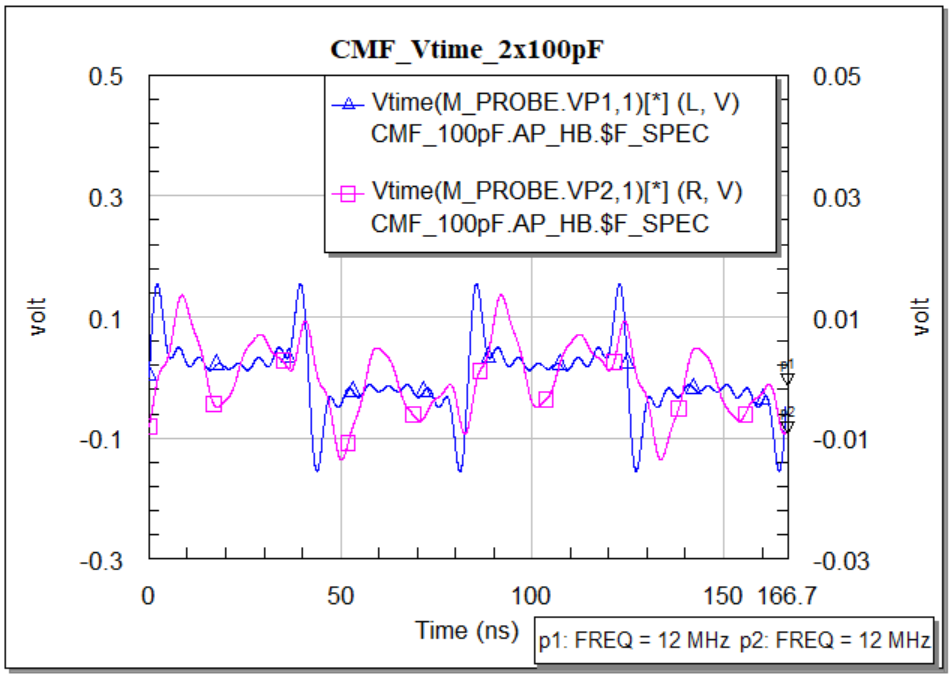 CMF_Vtime_2x100pF
0.5
0.3
0.1
-0.1
-0.3
volt
Vtime(M_PROBE.VP1,1)[*] (L, V)
CMF_100pF.AP_HB.$F_SPEC
Vtime(M_PROBE.VP2,1)[*] (R, V)
CMF_100pF.AP_HB.$F_SPEC
0.05
0.03
0.01
-0.01
-0.03
volt
p1
p2
0 50 100 150 166.7
Time (ns)
p1: FREQ = 12 MHz p2: FREQ = 12 MHz